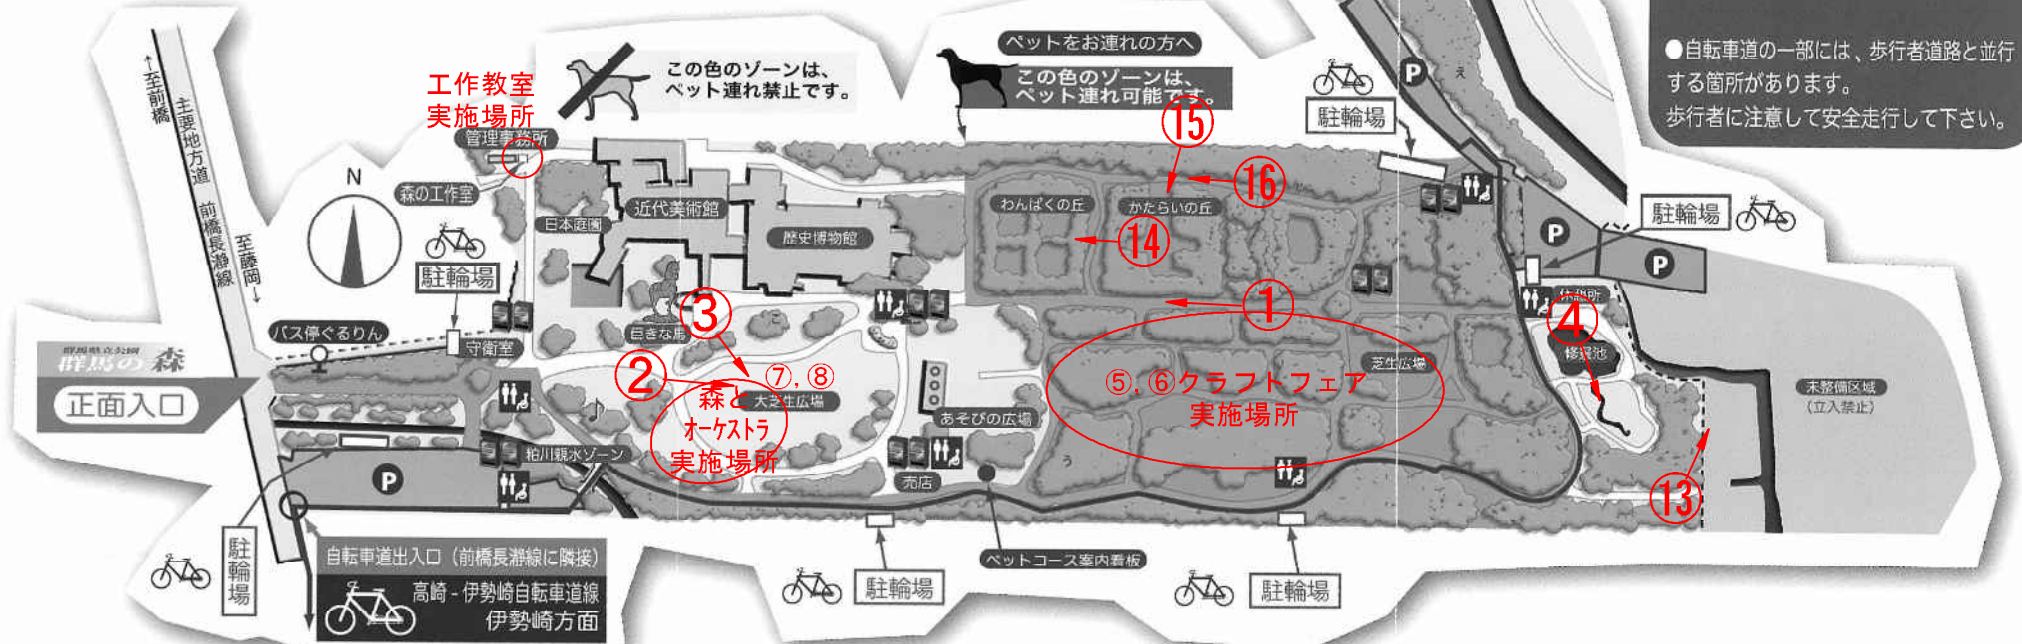 ●自転車道の一部には、歩行者道路と並行
する箇所があります。
歩行者に注意して安全走行して下さい。
ペットをお連れの方へ
この色のゾーンは、
ペット連れ禁止です。
この色のゾーンは、
ペット連れ可能です。
工作教室
実施場所
管理事務所
森の工作室
日本庭園
近代美術館
歴史博物館
わんぱくの丘
かたらいの丘
⑮
⑯
⑭
①
え
P
駐輪場
駐輪場
P
P
↑至前橋
主要地方道 前橋長瀞線
至藤岡↓
N
駐輪場
バス停ぐるりん
守衛室
巨きな馬
こ
③
②
⑦,⑧
森と
オーケストラ
実施場所
大芝生広場
あそびの広場
⑤,⑥クラフトフェア
実施場所
芝生広場
休憩所
④
修景池
未整備区域
(立入禁止)
⑬
群馬県立公園
群馬の森
正面入口
粕川親水ゾーン
P
売店
う
ペットコース案内看板
駐輪場
駐輪場
駐輪場
自転車道出入口(前橋長瀞線に隣接)
高崎-伊勢崎自転車道線
伊勢崎方面